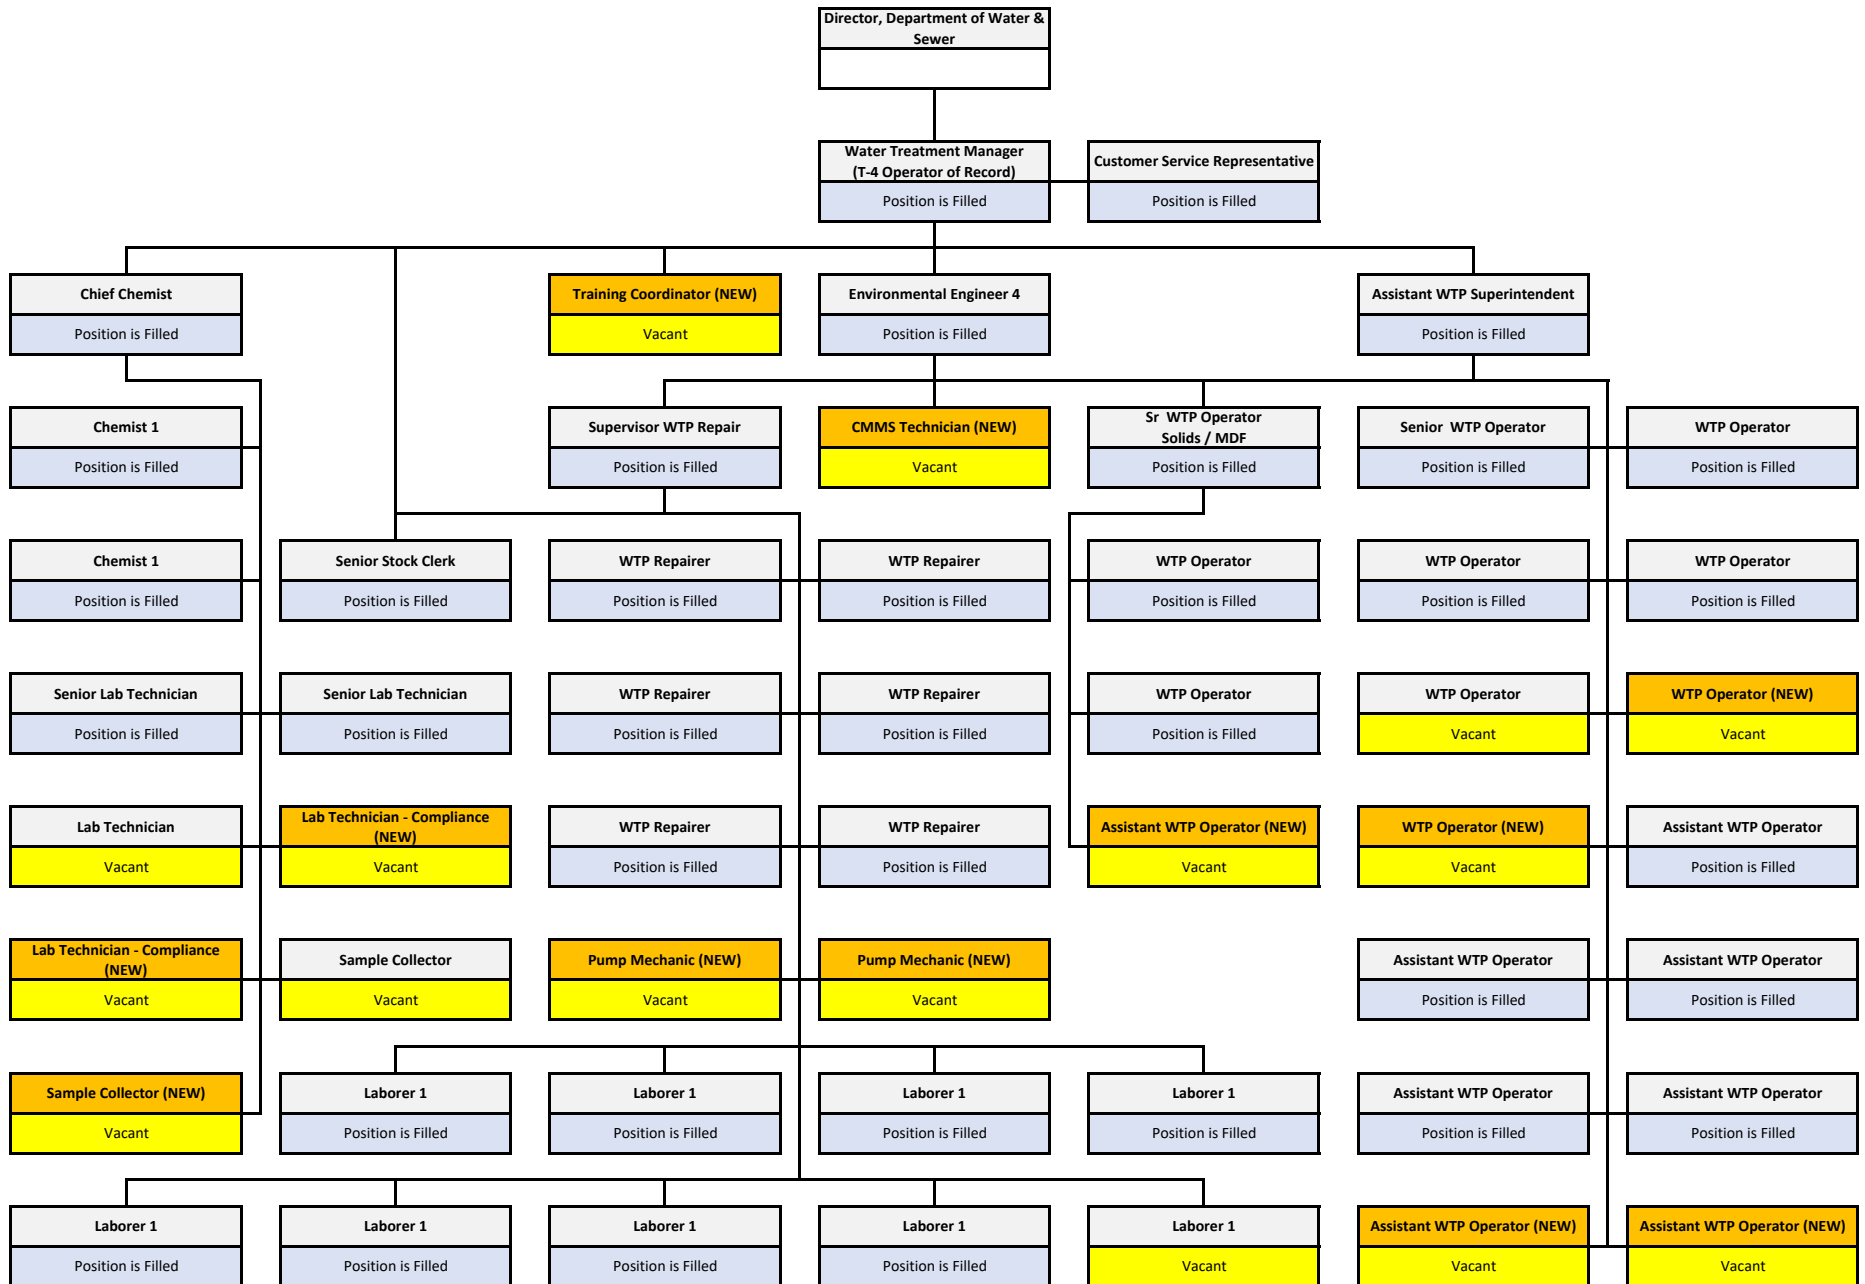 Director, Department of Water &
Sewer
Water Treatment Manager
(T-4 Operator of Record)
Position is Filled
Customer Service Representative
Position is Filled
Chief Chemist
Position is Filled
Training Coordinator (NEW)
Vacant
Environmental Engineer 4
Position is Filled
Assistant WTP Superintendent
Position is Filled
Chemist 1
Position is Filled
Supervisor WTP Repair
Position is Filled
CMMS Technician (NEW)
Vacant
Sr WTP Operator
Solids / MDF
Position is Filled
Senior WTP Operator
Position is Filled
WTP Operator
Position is Filled
Chemist 1
Position is Filled
Senior Stock Clerk
Position is Filled
WTP Repairer
Position is Filled
WTP Repairer
Position is Filled
WTP Operator
Position is Filled
WTP Operator
Position is Filled
WTP Operator
Position is Filled
Senior Lab Technician
Position is Filled
Senior Lab Technician
Position is Filled
WTP Repairer
Position is Filled
WTP Repairer
Position is Filled
WTP Operator
Position is Filled
WTP Operator
Vacant
WTP Operator (NEW)
Vacant
Lab Technician
Vacant
Lab Technician - Compliance
(NEW)
Vacant
WTP Repairer
Position is Filled
WTP Repairer
Position is Filled
Assistant WTP Operator (NEW)
Vacant
WTP Operator (NEW)
Vacant
Assistant WTP Operator
Position is Filled
Lab Technician - Compliance
(NEW)
Vacant
Sample Collector
Vacant
Pump Mechanic (NEW)
Vacant
Pump Mechanic (NEW)
Vacant
Assistant WTP Operator
Position is Filled
Assistant WTP Operator
Position is Filled
Sample Collector (NEW)
Vacant
Laborer 1
Position is Filled
Laborer 1
Position is Filled
Laborer 1
Position is Filled
Laborer 1
Position is Filled
Assistant WTP Operator
Position is Filled
Assistant WTP Operator
Position is Filled
Laborer 1
Position is Filled
Laborer 1
Position is Filled
Laborer 1
Position is Filled
Laborer 1
Position is Filled
Laborer 1
Vacant
Assistant WTP Operator (NEW)
Vacant
Assistant WTP Operator (NEW)
Vacant